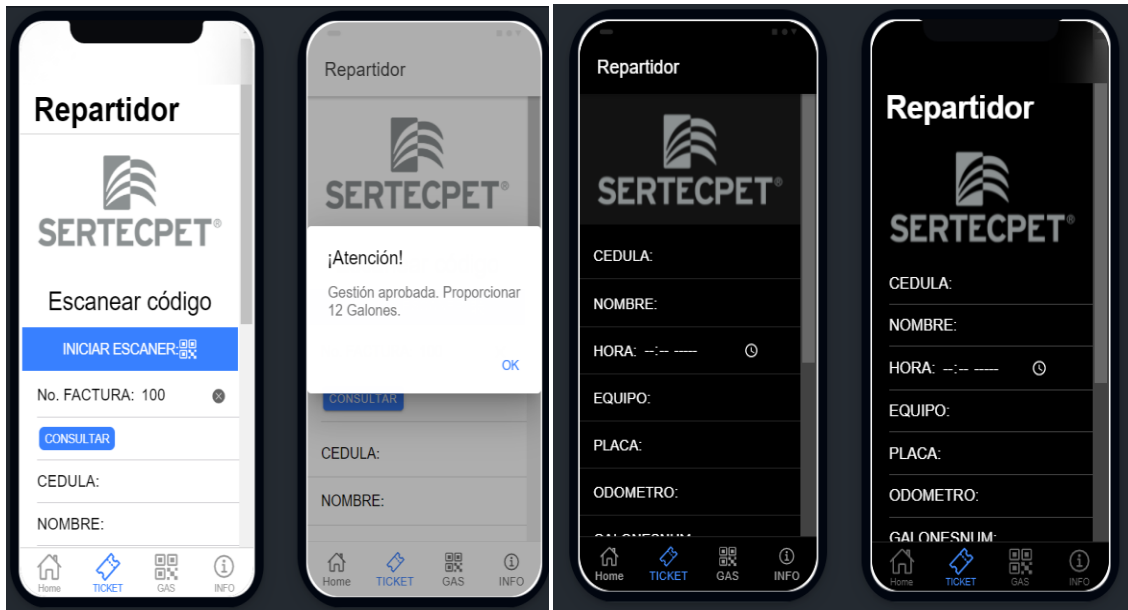 Repartidor
SERTECPET®
Escanear código
INICIAR ESCANER:
No. FACTURA: 100
CONSULTAR
CEDULA:
NOMBRE:
Home
TICKET
GAS
INFO
Repartidor
SERTECPET®
¡Atención!
Gestión aprobada. Proporcionar
12 Galones.
OK
CONSULTAR
CEDULA:
NOMBRE:
Home
TICKET
GAS
INFO
Repartidor
SERTECPET®
CEDULA:
NOMBRE:
HORA: --:-- -----
EQUIPO:
PLACA:
ODOMETRO:
GALONESNUM:
Home
TICKET
GAS
INFO
Repartidor
SERTECPET®
CEDULA:
NOMBRE:
HORA: --:-- -----
EQUIPO:
PLACA:
ODOMETRO:
GALONESNUM:
Home
TICKET
GAS
INFO